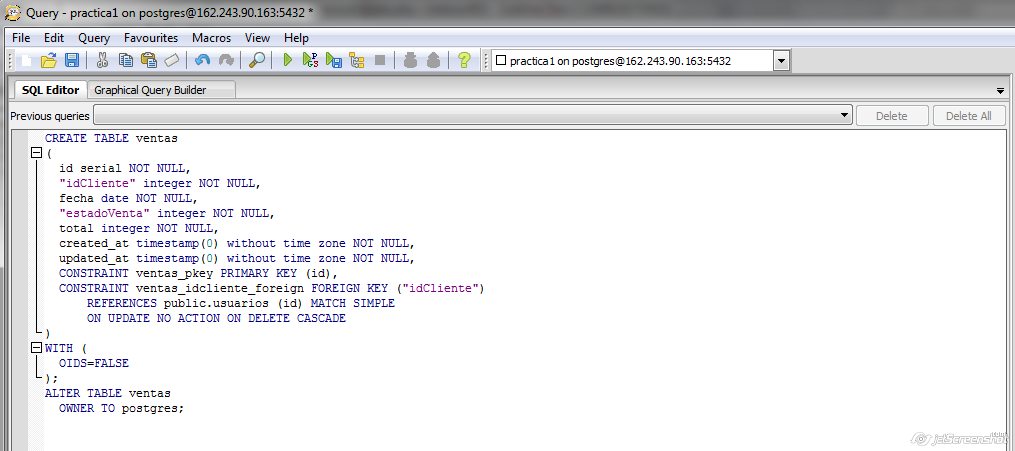 Query - practica1 on postgres@162.243.90.163:5432 *
File Edit Query Favourites Macros View Help
practica1 on postgres@162.243.90.163:5432
SQL Editor Graphical Query Builder
Previous queries Delete Delete All
CREATE TABLE ventas
(
id serial NOT NULL,
"idCliente" integer NOT NULL,
fecha date NOT NULL,
"estadoVenta" integer NOT NULL,
total integer NOT NULL,
created_at timestamp(0) without time zone NOT NULL,
updated_at timestamp(0) without time zone NOT NULL,
CONSTRAINT ventas_pkey PRIMARY KEY (id),
CONSTRAINT ventas_idcliente_foreign FOREIGN KEY ("idCliente")
REFERENCES public.usuarios (id) MATCH SIMPLE
ON UPDATE NO ACTION ON DELETE CASCADE
)
WITH (
OIDS=FALSE
);
ALTER TABLE ventas
OWNER TO postgres;
jetScreenshot